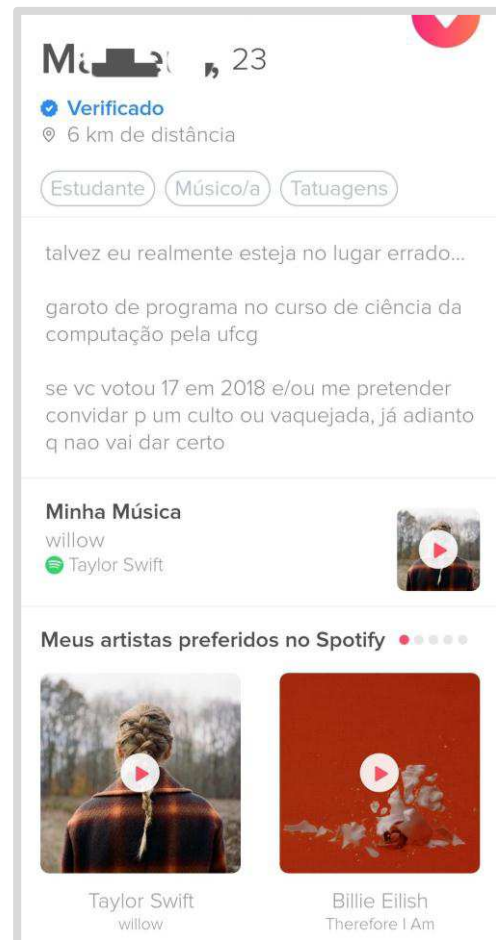 23
Verificado
6 km de distância
Estudante Músico/a Tatuagens
talvez eu realmente esteja no lugar errado...
garoto de programa no curso de ciência da
computação pela ufcg
se vc votou 17 em 2018 e/ou me pretender
convidar p um culto ou vaquejada, já adianto
q nao vai dar certo
Minha Música
willow
Taylor Swift
Meus artistas preferidos no Spotify
Taylor Swift
willow
Billie Eilish
Therefore I Am